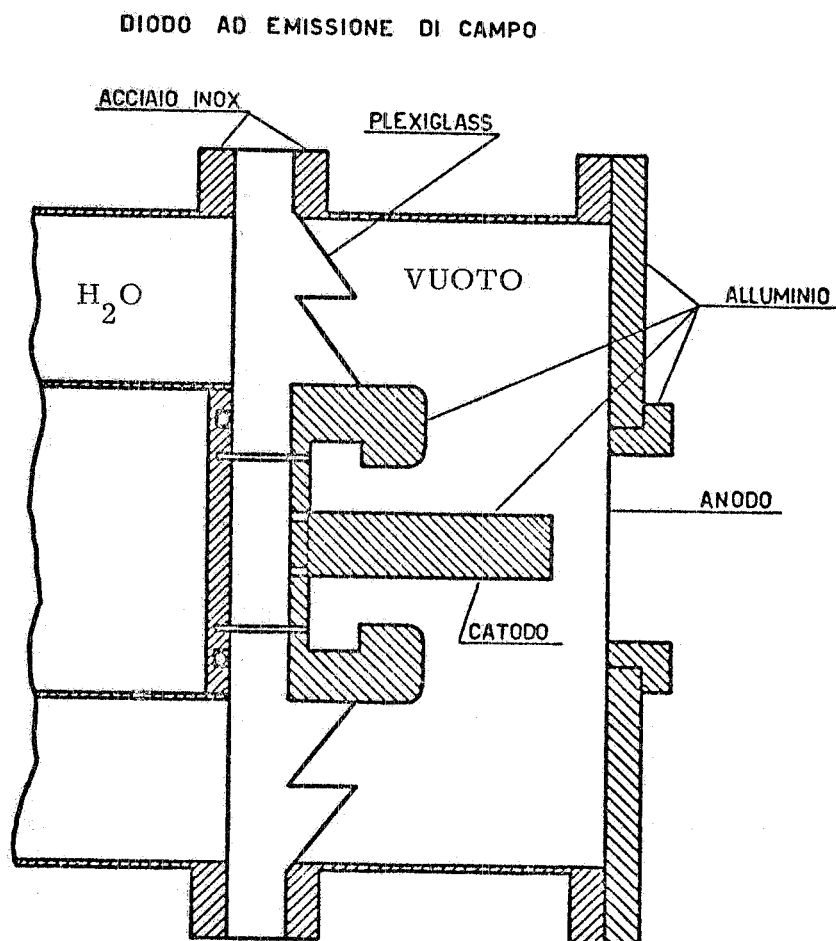 DIODO AD EMISSIONE DI CAMPO
ACCIAIO INOX
PLEXIGLASS
H₂O
VUOTO
ALLUMINIO
ANODO
CATODO